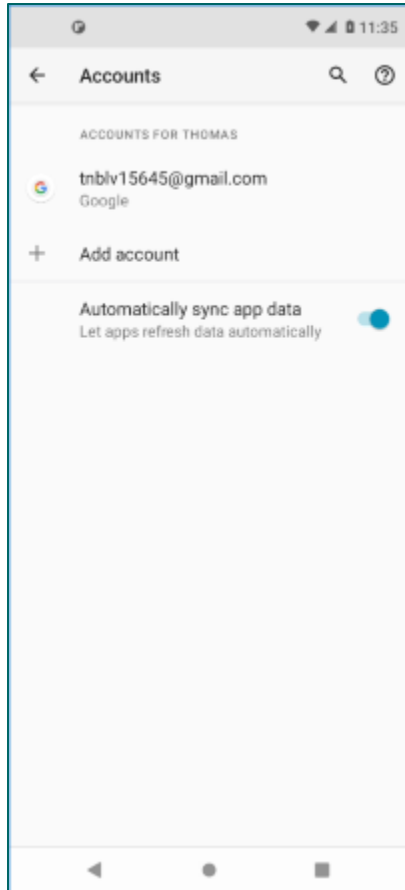 11:35
Accounts
ACCOUNTS FOR THOMAS
tnblv15645@gmail.com
Google
Add account
Automatically sync app data
Let apps refresh data automatically